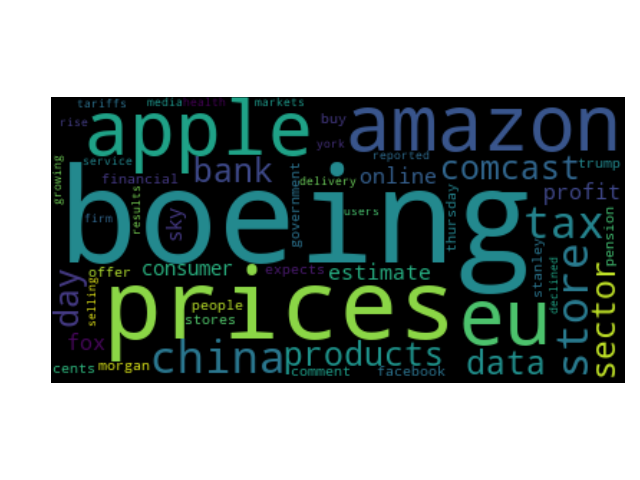 tariffs
media
health
markets
rise
apple
buy
amazon
york
service
bank
reported
comcast
trump
growing
financial
online
delivery
profit
boeing
firm
results
sky
government
users
thursday
tax
pension
day
offer
consumer
expects
estimate
stanley
declined
store
sector
selling
prices
people
stores
eu
fox
china
products
data
cents
morgan
comment
facebook